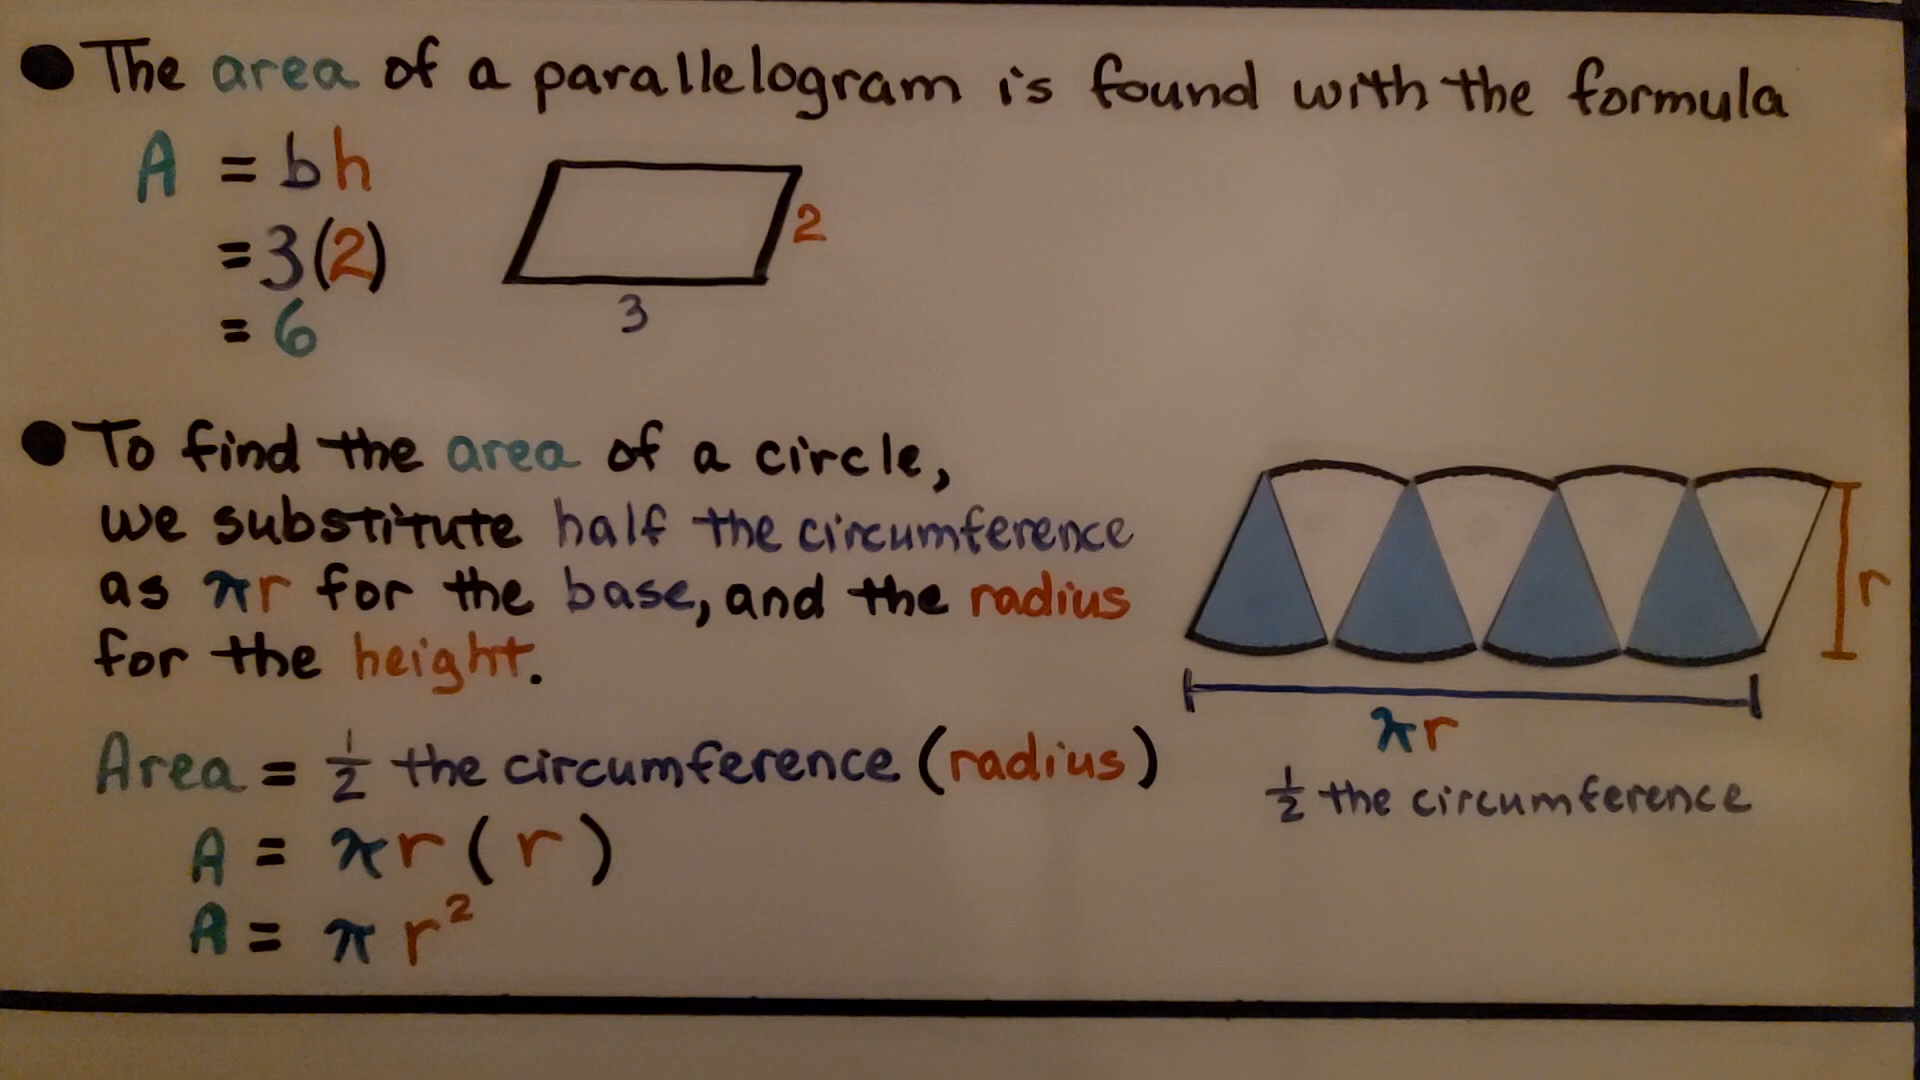 ● The area of a parallelogram is found with the formula
A = bh
= 3(2)
= 6
2
3
● To find the area of a circle,
we substitute half the circumference
as πr for the base, and the radius
for the height.
Area = 1/2 the circumference (radius)
A = πr(r)
A = πr²
r
πr
1/2 the circumference